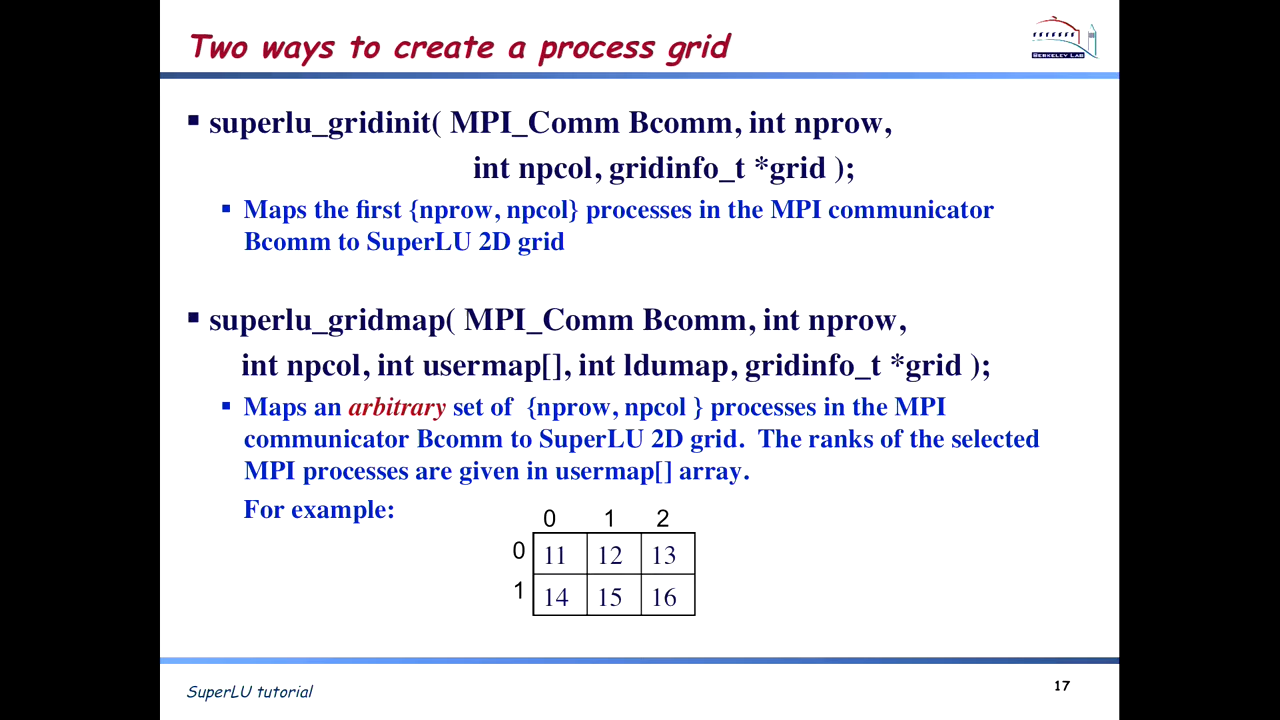 Two ways to create a process grid
BERKELEY LAB
▪ superlu_gridinit( MPI_Comm Bcomm, int nprow,
int npcol, gridinfo_t *grid );
▪ Maps the first {nprow, npcol} processes in the MPI communicator
Bcomm to SuperLU 2D grid
▪ superlu_gridmap( MPI_Comm Bcomm, int nprow,
int npcol, int usermap[], int ldumap, gridinfo_t *grid );
▪ Maps an arbitrary set of {nprow, npcol } processes in the MPI
communicator Bcomm to SuperLU 2D grid. The ranks of the selected
MPI processes are given in usermap[] array.
For example:
0 1 2
0 11 12 13
1 14 15 16
SuperLU tutorial
17